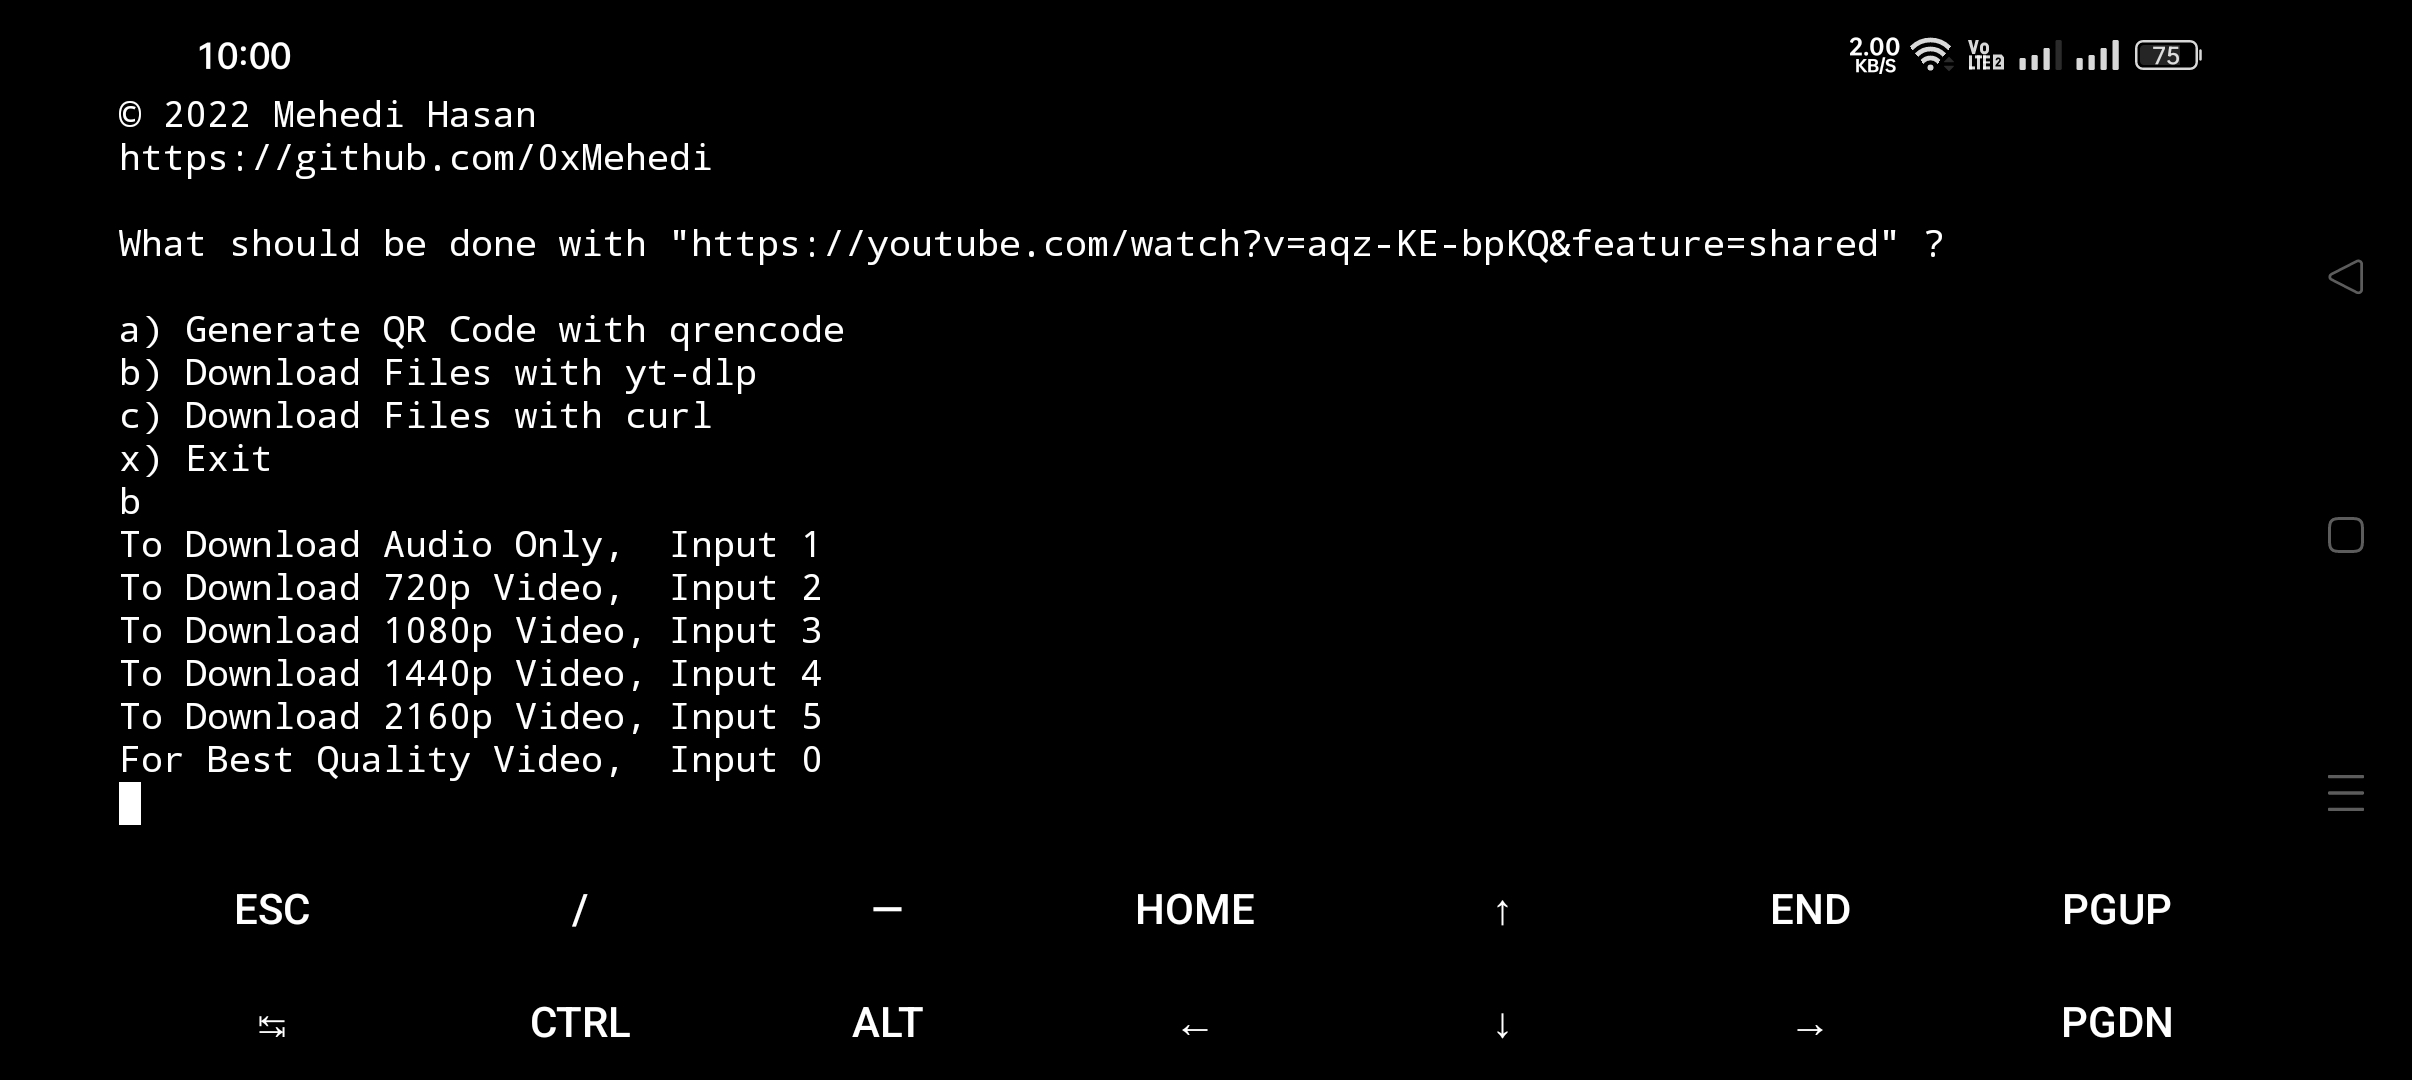 10:00
2.00
KB/S
Vo
LTE 2
75
© 2022 Mehedi Hasan
https://github.com/0xMehedi
What should be done with "https://youtube.com/watch?v=aqz-KE-bpKQ&feature=shared" ?
a) Generate QR Code with qrencode
b) Download Files with yt-dlp
c) Download Files with curl
x) Exit
b
To Download Audio Only,  Input 1
To Download 720p Video,  Input 2
To Download 1080p Video, Input 3
To Download 1440p Video, Input 4
To Download 2160p Video, Input 5
For Best Quality Video,  Input 0
ESC / — HOME ↑ END PGUP
↹ CTRL ALT ← ↓ → PGDN